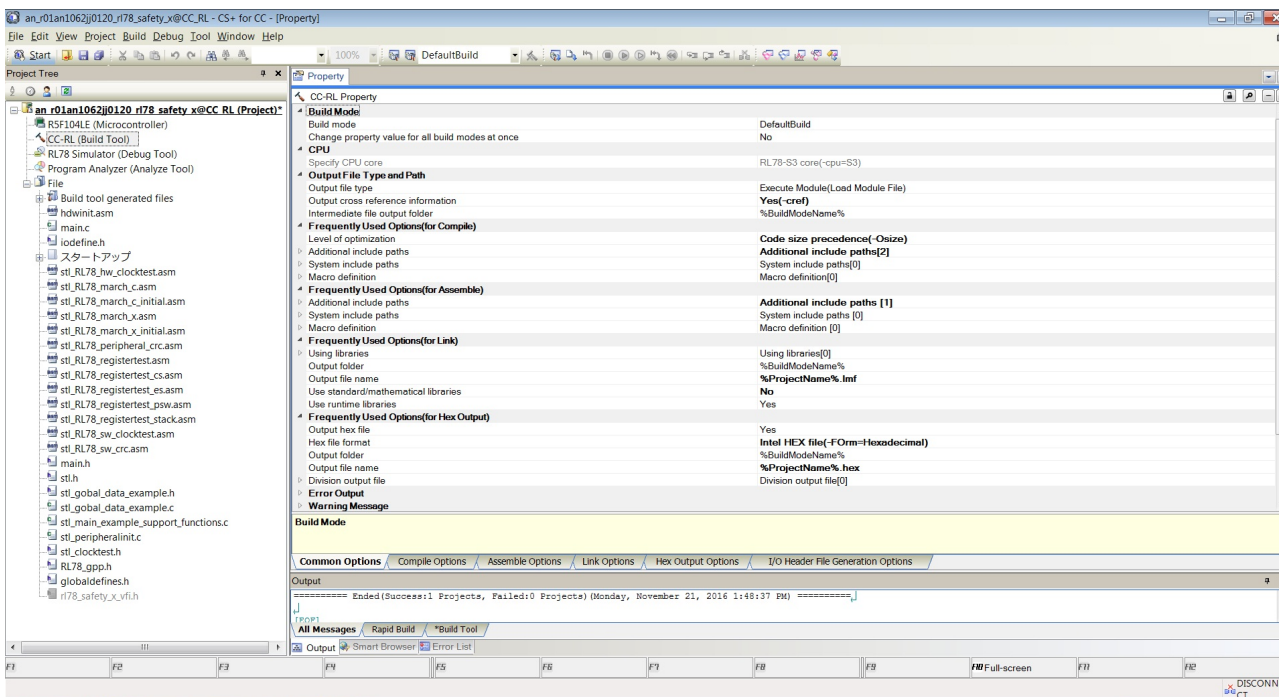 an_r01an1062jj0120_rl78_safety_x@CC_RL - CS+ for CC - [Property]
File Edit View Project Build Debug Tool Window Help
Start 100% DefaultBuild
Project Tree
an_r01an1062jj0120_rl78_safety_x@CC_RL (Project)*
R5F104LE (Microcontroller)
CC-RL (Build Tool)
RL78 Simulator (Debug Tool)
Program Analyzer (Analyze Tool)
File
Build tool generated files
hdwinit.asm
main.c
iodefine.h
スタートアップ
stl_RL78_hw_clocktest.asm
stl_RL78_march_c.asm
stl_RL78_march_c_initial.asm
stl_RL78_march_x.asm
stl_RL78_march_x_initial.asm
stl_RL78_peripheral_crc.asm
stl_RL78_registertest.asm
stl_RL78_registertest_cs.asm
stl_RL78_registertest_es.asm
stl_RL78_registertest_psw.asm
stl_RL78_registertest_stack.asm
stl_RL78_sw_clocktest.asm
stl_RL78_sw_crc.asm
main.h
stl.h
stl_gobal_data_example.h
stl_gobal_data_example.c
stl_main_example_support_functions.c
stl_peripheralinit.c
stl_clocktest.h
RL78_gpp.h
globaldefines.h
rl78_safety_x_vfi.h
Property
CC-RL Property
Build Mode
Build mode DefaultBuild
Change property value for all build modes at once No
CPU
Specify CPU core RL78-S3 core(-cpu=S3)
Output File Type and Path
Output file type Execute Module(Load Module File)
Output cross reference information Yes(-cref)
Intermediate file output folder %BuildModeName%
Frequently Used Options(for Compile)
Level of optimization Code size precedence(-Osize)
Additional include paths Additional include paths[2]
System include paths System include paths[0]
Macro definition Macro definition[0]
Frequently Used Options(for Assemble)
Additional include paths Additional include paths [1]
System include paths System include paths [0]
Macro definition Macro definition [0]
Frequently Used Options(for Link)
Using libraries Using libraries[0]
Output folder %BuildModeName%
Output file name %ProjectName%.lmf
Use standard/mathematical libraries No
Use runtime libraries Yes
Frequently Used Options(for Hex Output)
Output hex file Yes
Hex file format Intel HEX file(-FOrm=Hexadecimal)
Output folder %BuildModeName%
Output file name %ProjectName%.hex
Division output file Division output file[0]
Error Output
Warning Message
Build Mode
Common Options Compile Options Assemble Options Link Options Hex Output Options I/O Header File Generation Options
Output
========== Ended(Success:1 Projects, Failed:0 Projects)(Monday, November 21, 2016 1:48:37 PM) ==========
[EOF]
All Messages Rapid Build *Build Tool
Output Smart Browser Error List
F1 F2 F3 F4 F5 F6 F7 F8 F9 F10 Full-screen F11 F12
DISCONN
CT